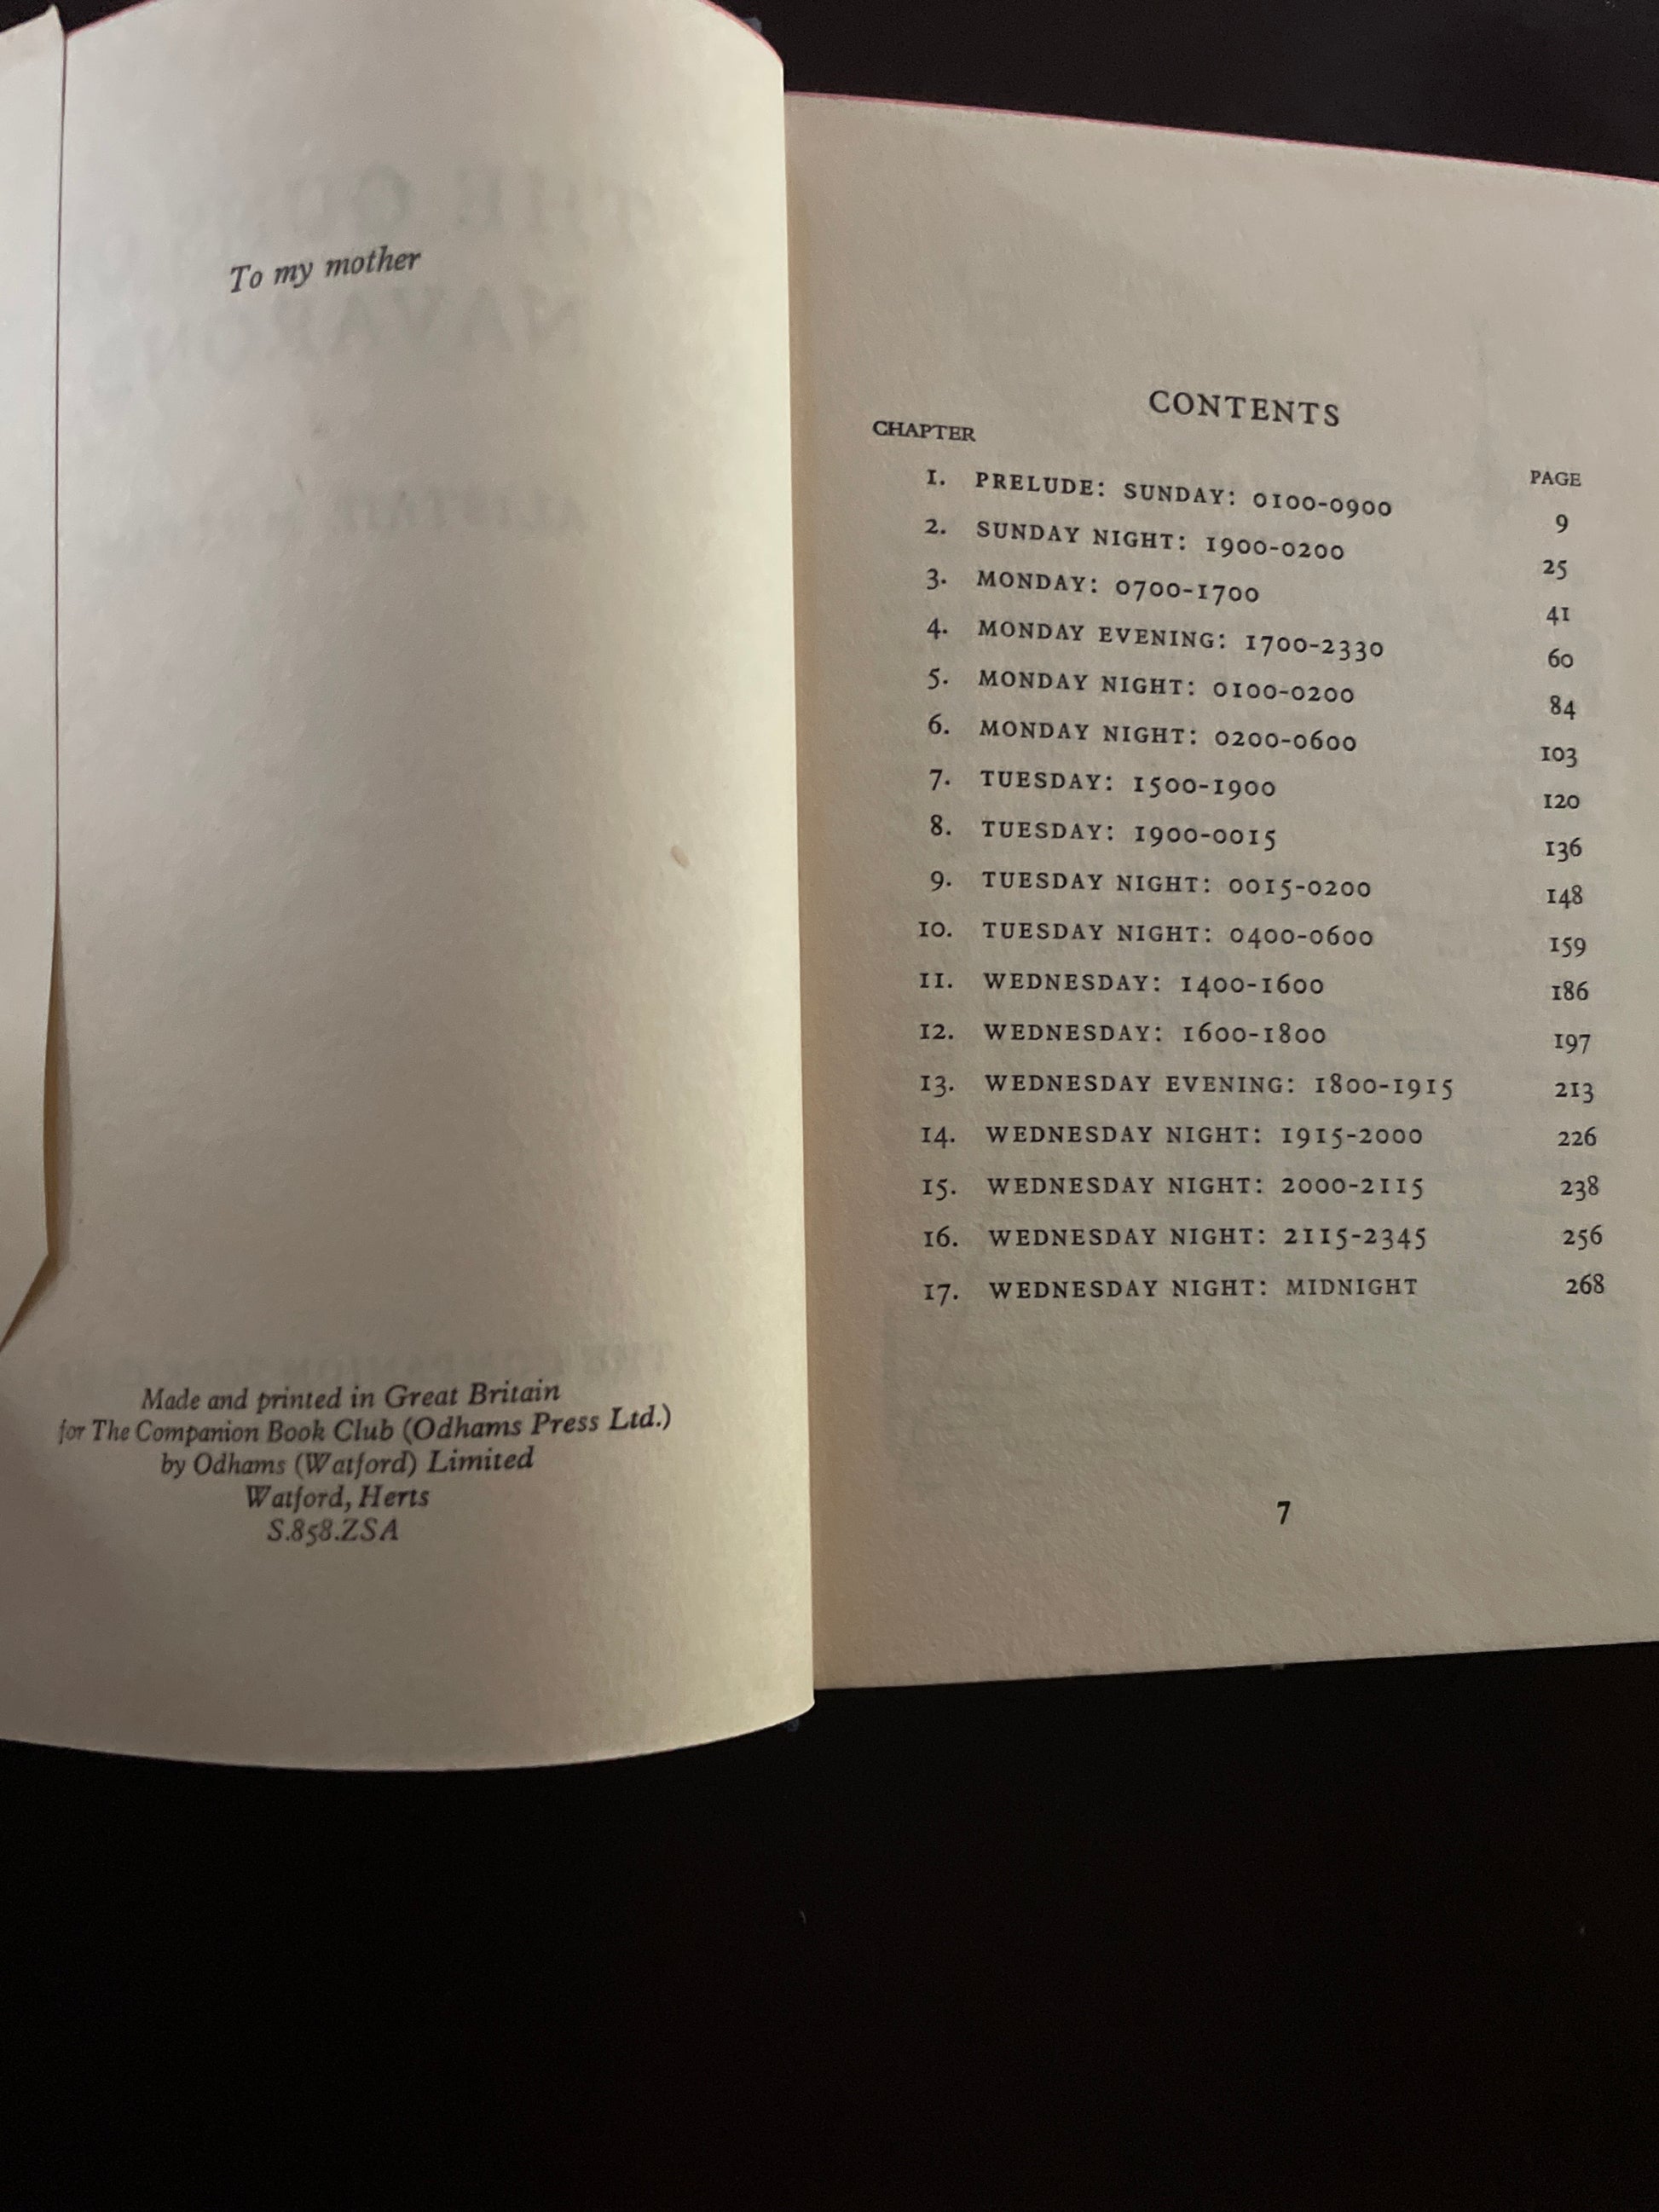 To my mother
Made and printed in Great Britain
for The Companion Book Club (Odhams Press Ltd.)
by Odhams (Watford) Limited
Watford, Herts
S.858.ZSA
CONTENTS
CHAPTER PAGE
1. PRELUDE: SUNDAY: 0100-0900 9
2. SUNDAY NIGHT: 1900-0200 25
3. MONDAY: 0700-1700 41
4. MONDAY EVENING: 1700-2330 60
5. MONDAY NIGHT: 0100-0200 84
6. MONDAY NIGHT: 0200-0600 103
7. TUESDAY: 1500-1900 120
8. TUESDAY: 1900-0015 136
9. TUESDAY NIGHT: 0015-0200 148
10. TUESDAY NIGHT: 0400-0600 159
11. WEDNESDAY: 1400-1600 186
12. WEDNESDAY: 1600-1800 197
13. WEDNESDAY EVENING: 1800-1915 213
14. WEDNESDAY NIGHT: 1915-2000 226
15. WEDNESDAY NIGHT: 2000-2115 238
16. WEDNESDAY NIGHT: 2115-2345 256
17. WEDNESDAY NIGHT: MIDNIGHT 268
7